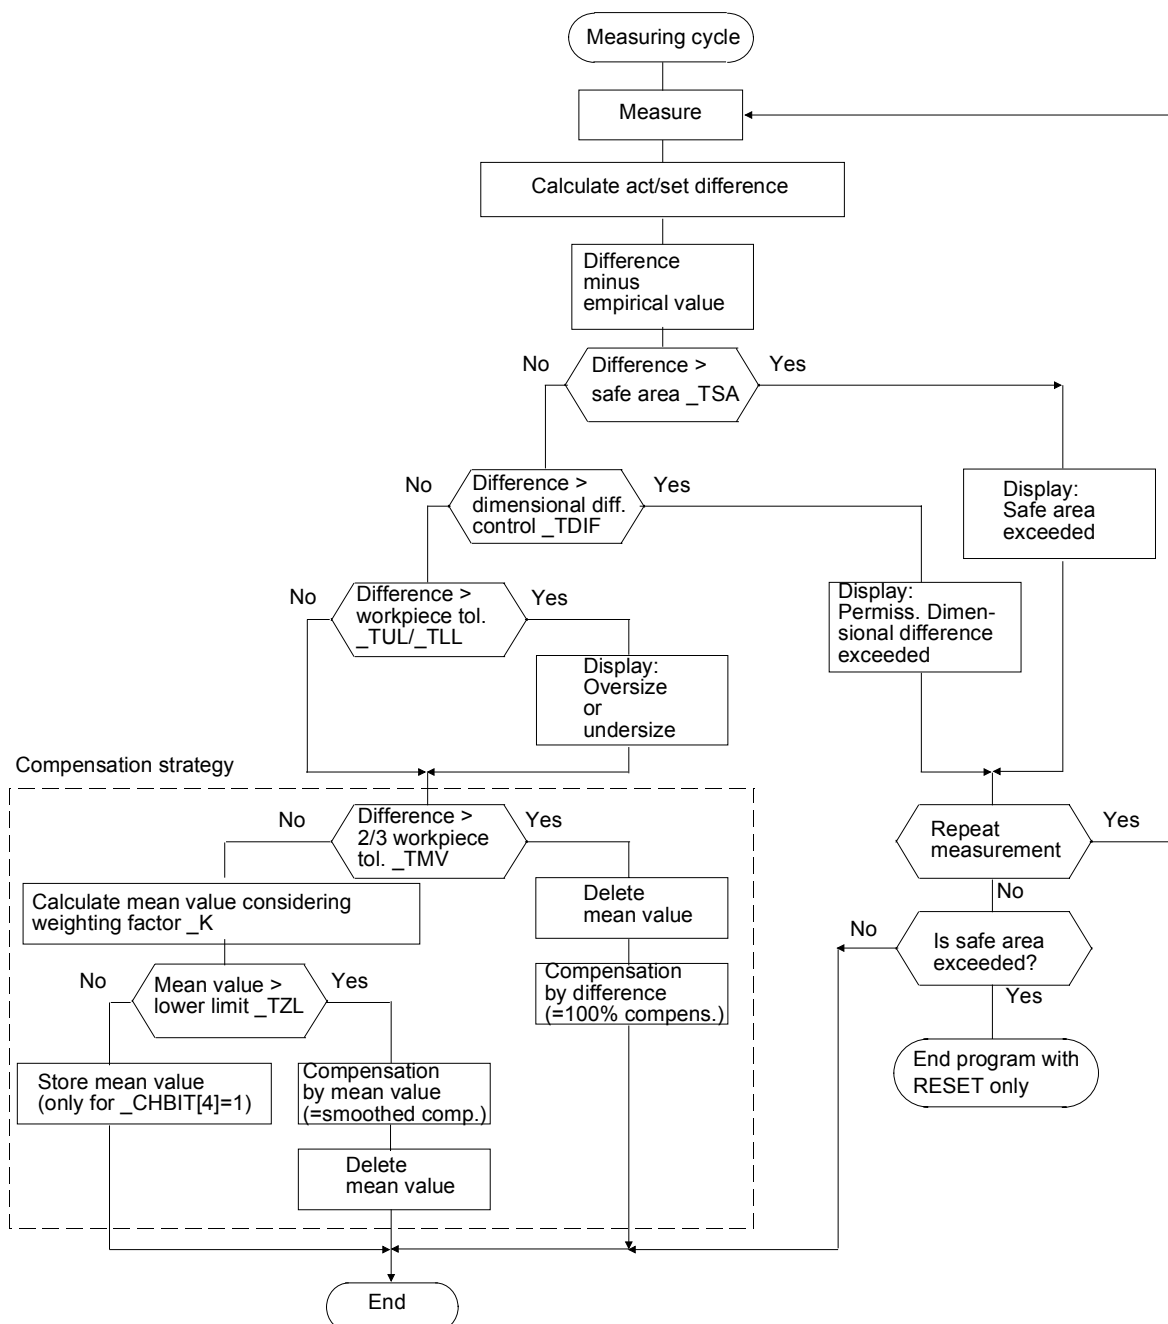 Measuring cycle
Measure
Calculate act/set difference
Difference
minus
empirical value
No
Difference >
safe area _TSA
Yes
No
Difference >
dimensional diff.
control _TDIF
Yes
Display:
Safe area
exceeded
No
Difference >
workpiece tol.
_TUL/_TLL
Yes
Display:
Permiss. Dimen-
sional difference
exceeded
Display:
Oversize
or
undersize
Compensation strategy
No
Difference >
2/3 workpiece
tol. _TMV
Yes
Repeat
measurement
Yes
No
Calculate mean value considering
weighting factor _K
Delete
mean value
No
Is safe area
exceeded?
Yes
No
Mean value >
lower limit _TZL
Yes
Compensation
by difference
(=100% compens.)
Store mean value
(only for _CHBIT[4]=1)
Compensation
by mean value
(=smoothed comp.)
End program with
RESET only
Delete
mean value
End